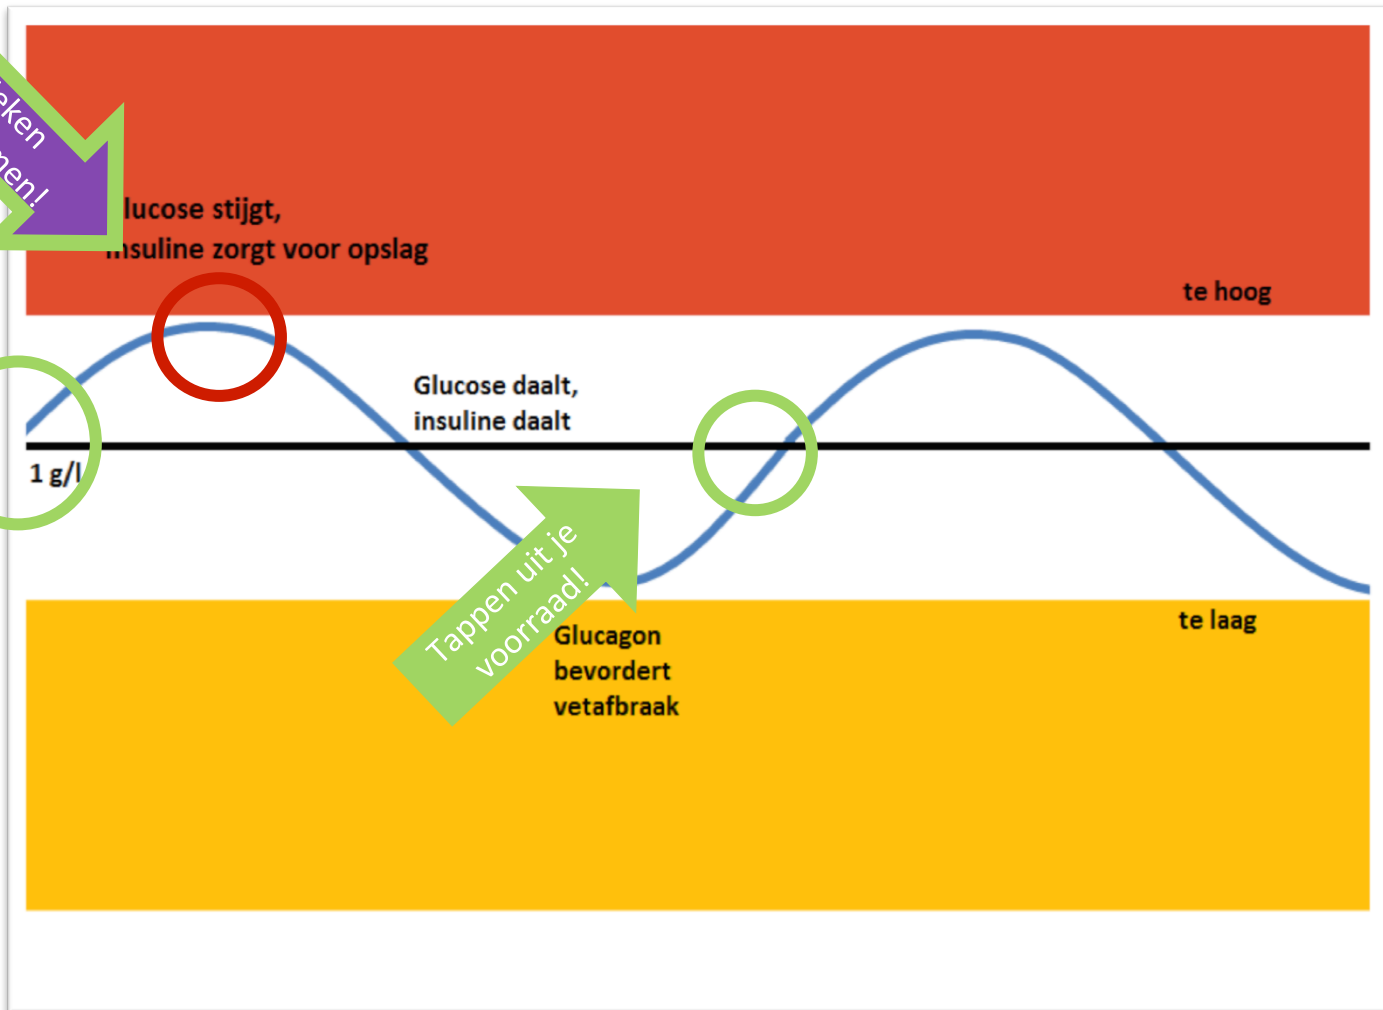 lucose stijgt,
insuline zorgt voor opslag
te hoog
Glucose daalt,
insuline daalt
1 g/l
Tappen uit je
voorraad!
te laag
Glucagon
bevordert
vetafbraak